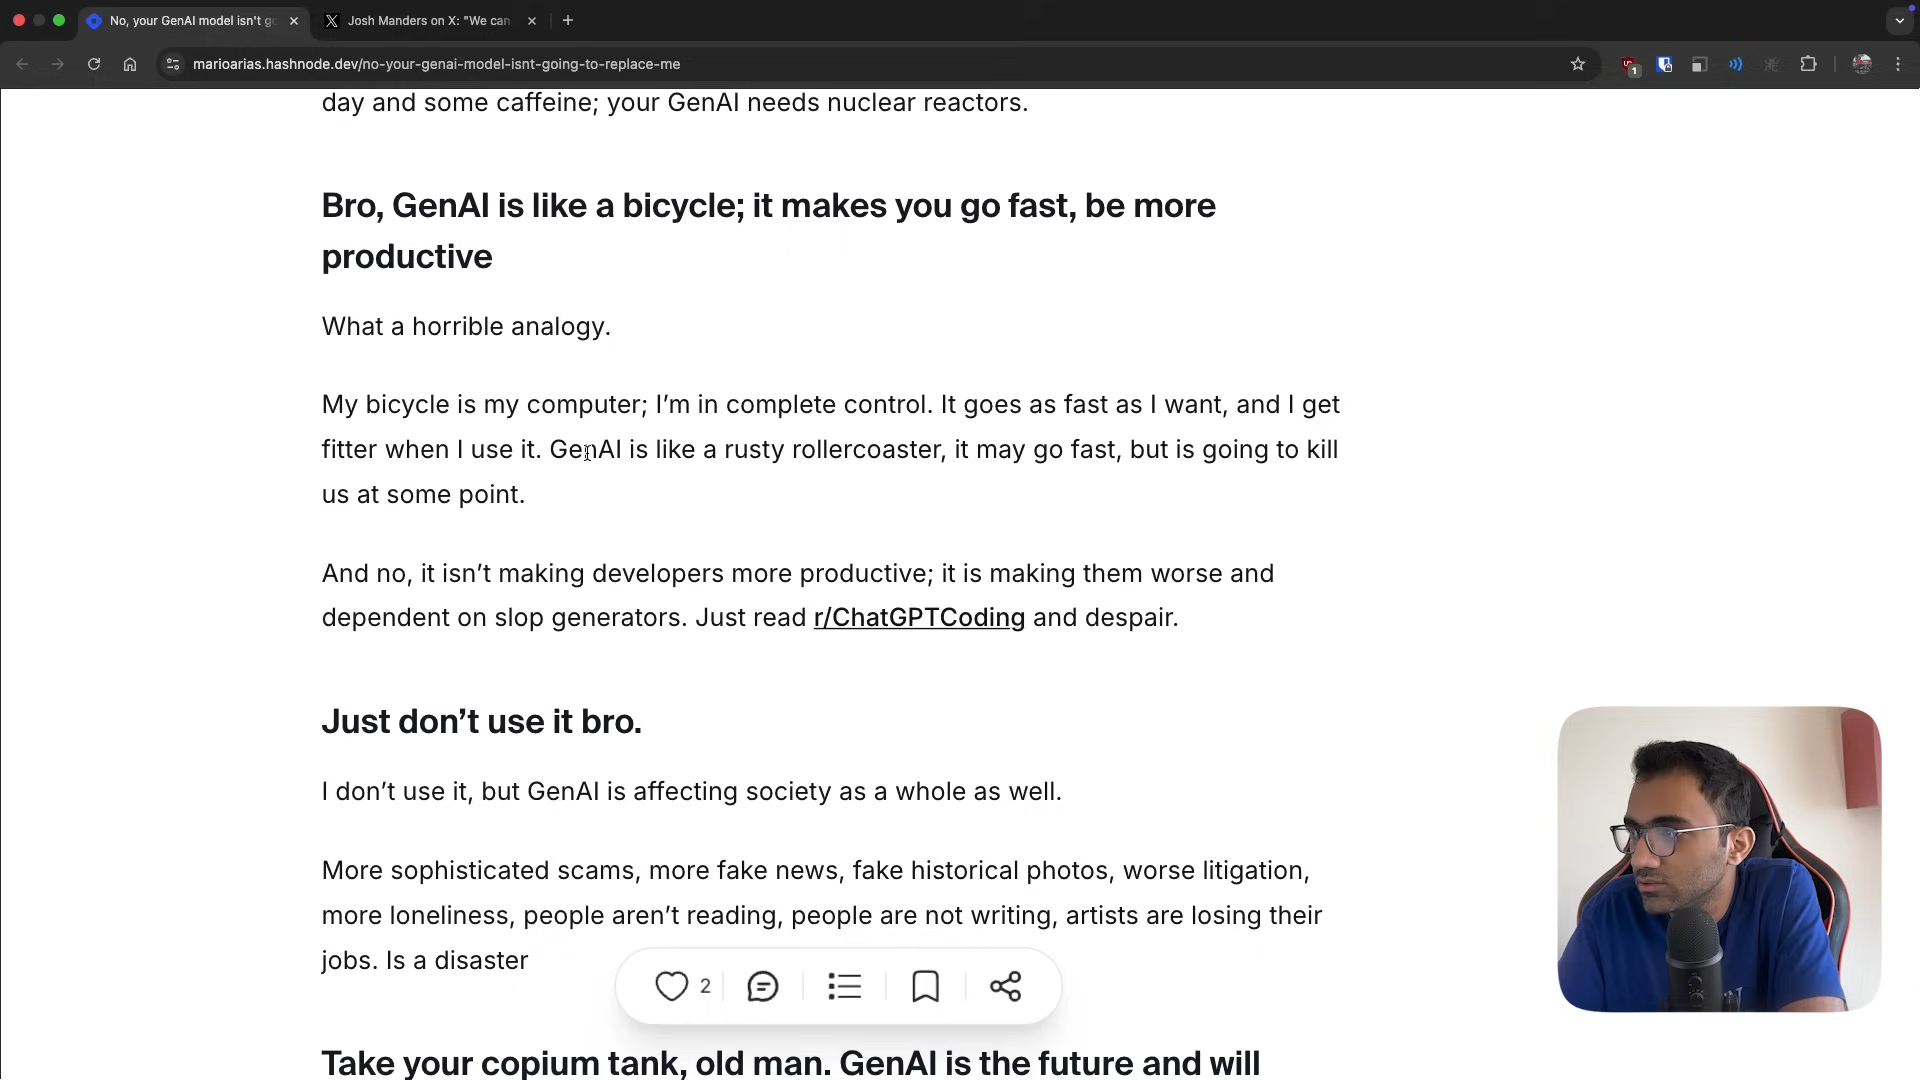 No, your GenAI model isn't g
Josh Manders on X: "We can
marioarias.hashnode.dev/no-your-genai-model-isnt-going-to-replace-me
1
day and some caffeine; your GenAI needs nuclear reactors.
Bro, GenAI is like a bicycle; it makes you go fast, be more
productive
What a horrible analogy.
My bicycle is my computer; I’m in complete control. It goes as fast as I want, and I get
fitter when I use it. GenAI is like a rusty rollercoaster, it may go fast, but is going to kill
us at some point.
And no, it isn’t making developers more productive; it is making them worse and
dependent on slop generators. Just read r/ChatGPTCoding and despair.
Just don’t use it bro.
I don’t use it, but GenAI is affecting society as a whole as well.
More sophisticated scams, more fake news, fake historical photos, worse litigation,
more loneliness, people aren’t reading, people are not writing, artists are losing their
jobs. Is a disaster
2
Take your copium tank, old man. GenAI is the future and will